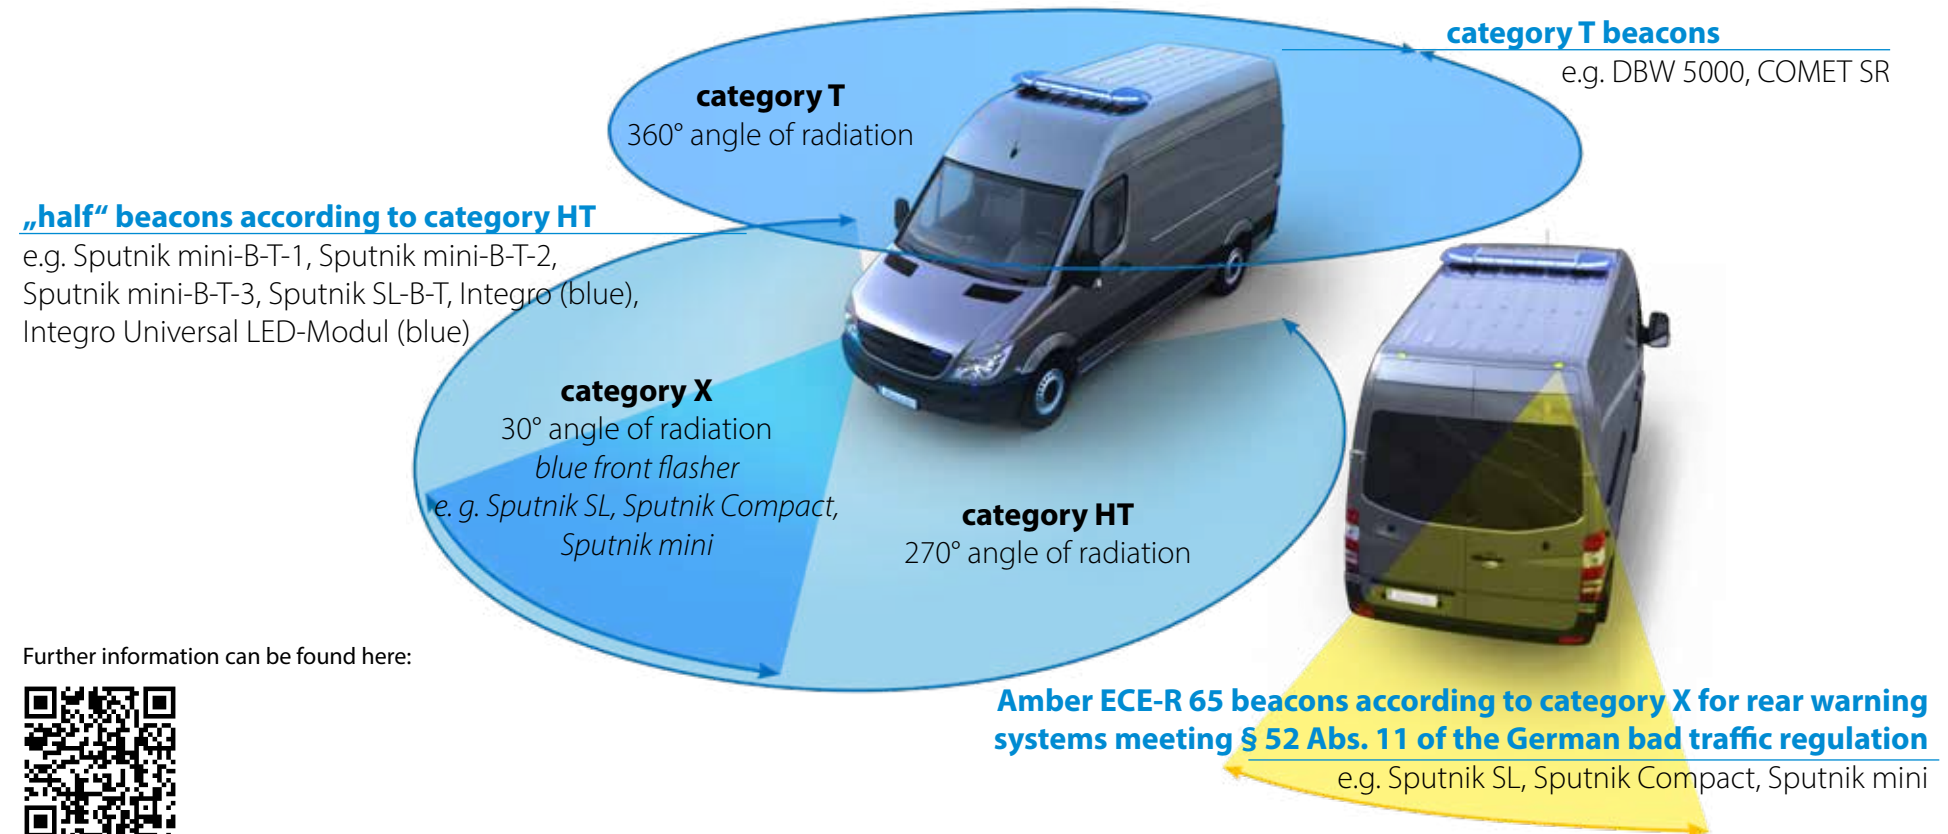 category T beacons
e.g. DBW 5000, COMET SR
category T
360° angle of radiation
„half“ beacons according to category HT
e.g. Sputnik mini-B-T-1, Sputnik mini-B-T-2,
Sputnik mini-B-T-3, Sputnik SL-B-T, Integro (blue),
Integro Universal LED-Modul (blue)
category X
30° angle of radiation
blue front flasher
e. g. Sputnik SL, Sputnik Compact,
Sputnik mini
category HT
270° angle of radiation
Further information can be found here:
Amber ECE-R 65 beacons according to category X for rear warning
systems meeting § 52 Abs. 11 of the German bad traffic regulation
e.g. Sputnik SL, Sputnik Compact, Sputnik mini